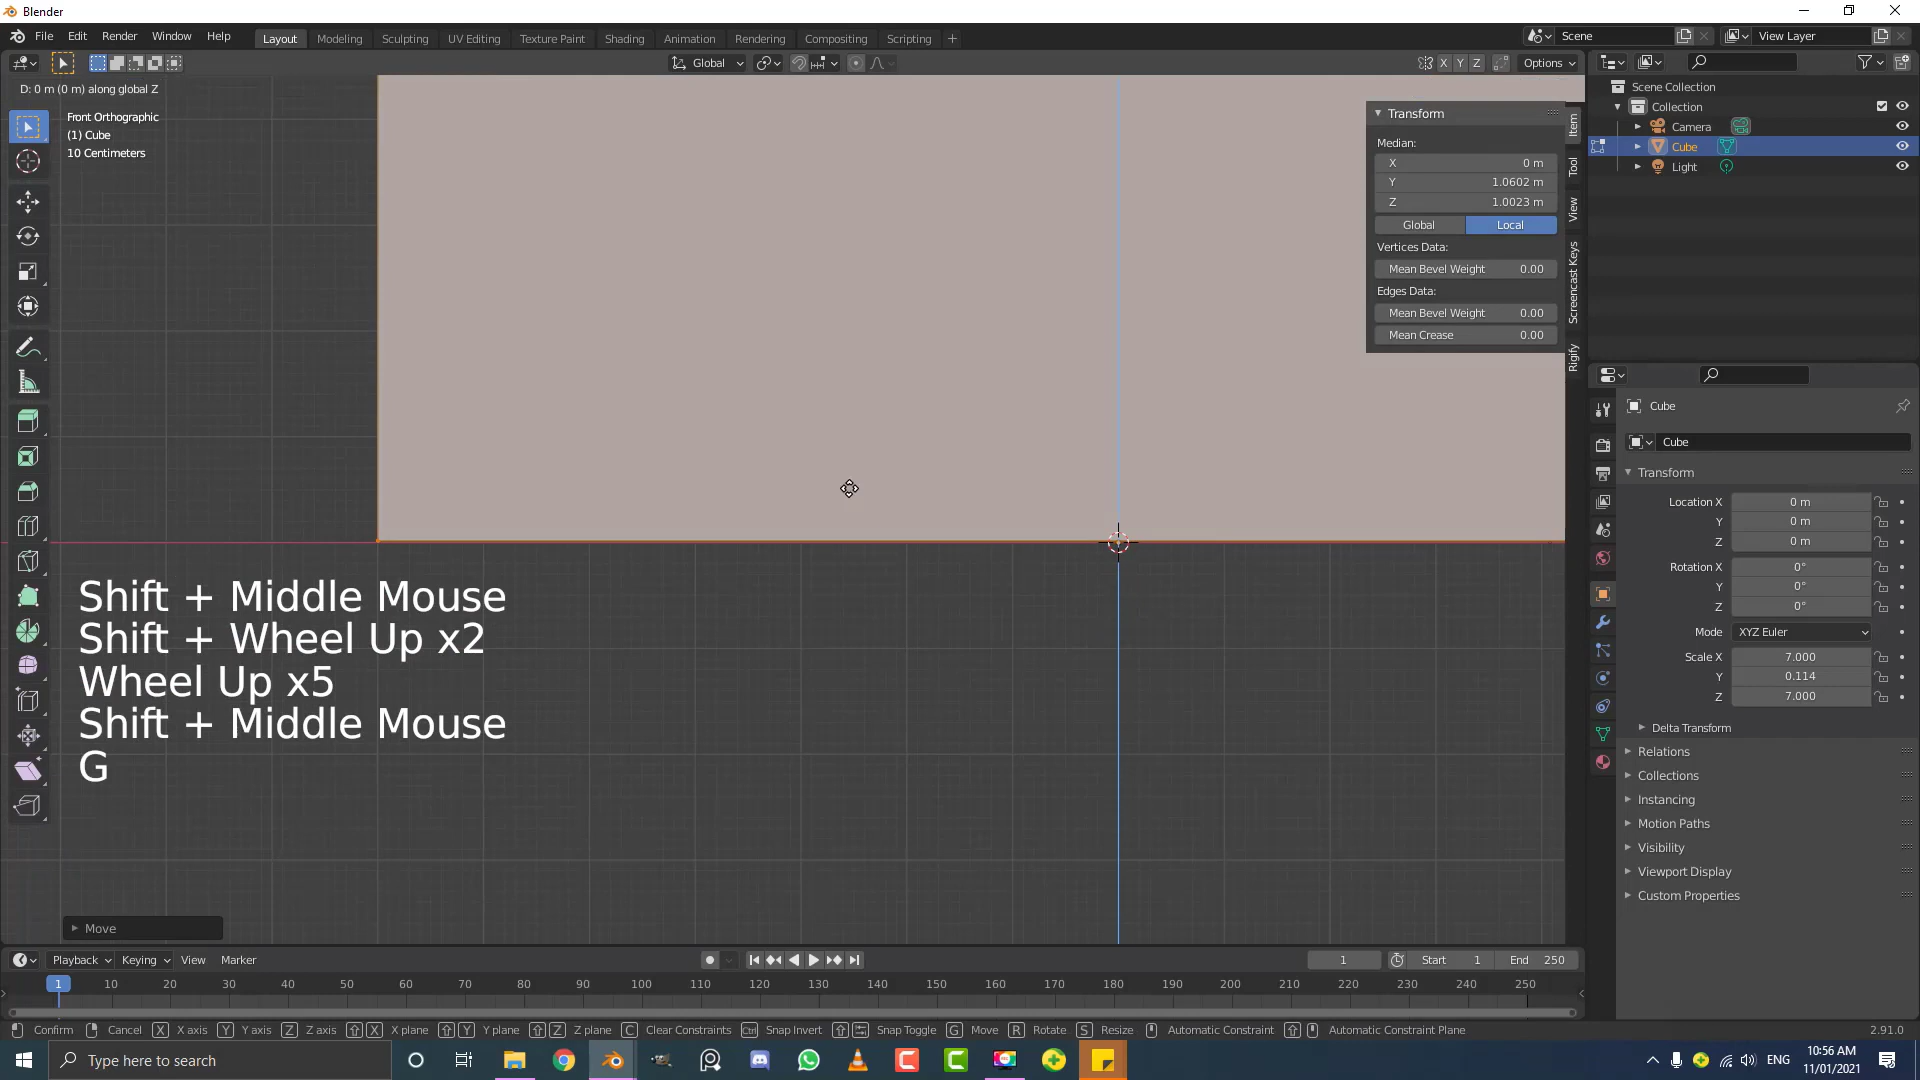 Blender
File Edit Render Window Help
Layout Modeling Sculpting UV Editing Texture Paint Shading Animation Rendering Compositing Scripting +
Scene
View Layer
Global
X Y Z
Options
D: 0 m (0 m) along global Z
Front Orthographic
(1) Cube
10 Centimeters
Transform
Median:
X 0 m
Y 1.0602 m
Z 1.0023 m
Global Local
Vertices Data:
Mean Bevel Weight 0.00
Edges Data:
Mean Bevel Weight 0.00
Mean Crease 0.00
Item
Tool
View
Screencast Keys
Rigify
Scene Collection
Collection
Camera
Cube
Light
Cube
Cube
Transform
Location X 0 m
Y 0 m
Z 0 m
Rotation X 0°
Y 0°
Z 0°
Mode XYZ Euler
Scale X 7.000
Y 0.114
Z 7.000
Delta Transform
Relations
Collections
Instancing
Motion Paths
Visibility
Viewport Display
Custom Properties
Shift + Middle Mouse
Shift + Wheel Up x2
Wheel Up x5
Shift + Middle Mouse
G
Move
Playback Keying View Marker
1 Start 1 End 250
1 10 20 30 40 50 60 70 80 90 100 110 120 130 140 150 160 170 180 190 200 210 220 230 240 250
Confirm Cancel X X axis Y Y axis Z Z axis X X plane Y Y plane Z Z plane C Clear Constraints Ctrl Snap Invert Snap Toggle G Move R Rotate S Resize Automatic Constraint Automatic Constraint Plane 2.91.0
Type here to search
ENG
10:56 AM
11/01/2021